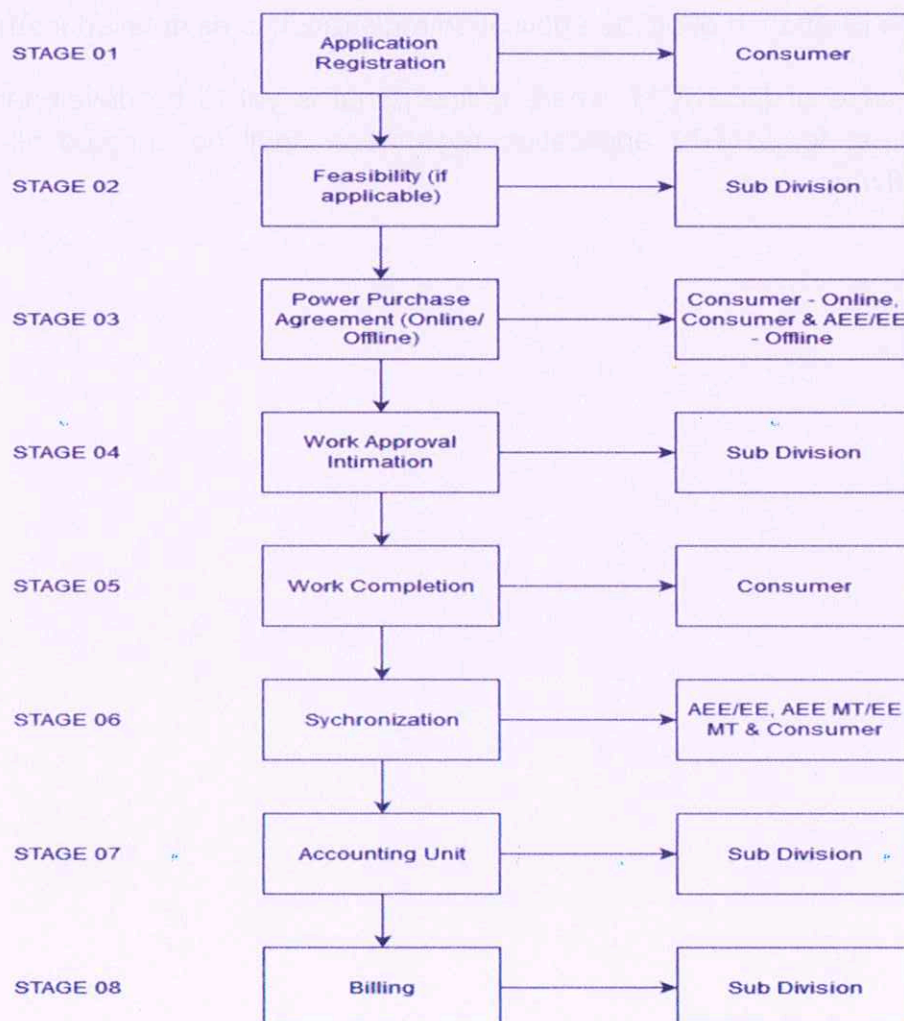 STAGE 01
Application
Registration
Consumer
STAGE 02
Feasibility (if
applicable)
Sub Division
STAGE 03
Power Purchase
Agreement (Online/
Offline)
Consumer - Online,
Consumer & AEE/EE
- Offline
STAGE 04
Work Approval
Intimation
Sub Division
STAGE 05
Work Completion
Consumer
STAGE 06
Sychronization
AEE/EE, AEE MT/EE
MT & Consumer
STAGE 07
Accounting Unit
Sub Division
STAGE 08
Billing
Sub Division